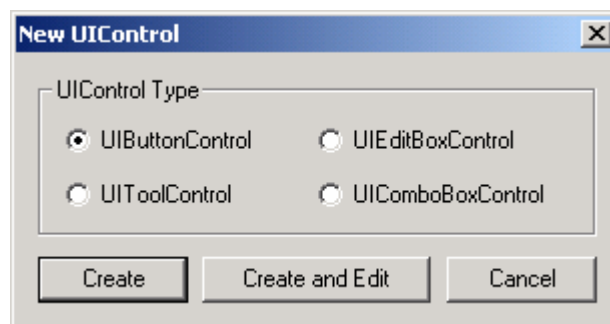 New UIControl
UIControl Type
UIButtonControl UIEditBoxControl
UIToolControl UIComboBoxControl
Create Create and Edit Cancel